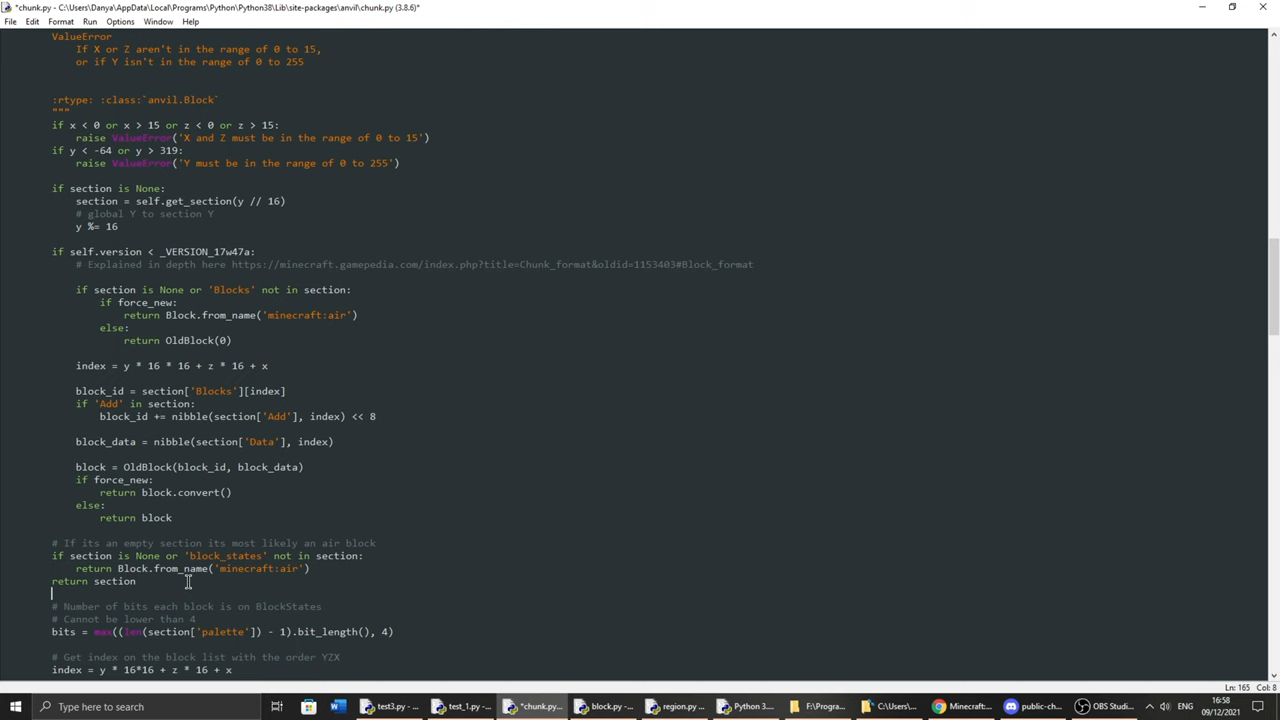 *chunk.py - C:\Users\Danya\AppData\Local\Programs\Python\Python38\Lib\site-packages\anvil\chunk.py (3.8.6)*
File Edit Format Run Options Window Help
ValueError
If X or Z aren't in the range of 0 to 15,
or if Y isn't in the range of 0 to 255
:rtype: :class:`anvil.Block`
"""
if x < 0 or x > 15 or z < 0 or z > 15:
raise ValueError('X and Z must be in the range of 0 to 15')
if y < -64 or y > 319:
raise ValueError('Y must be in the range of 0 to 255')
if section is None:
section = self.get_section(y // 16)
# global Y to section Y
y %= 16
if self.version < _VERSION_17w47a:
# Explained in depth here https://minecraft.gamepedia.com/index.php?title=Chunk_format&oldid=1153403#Block_format
if section is None or 'Blocks' not in section:
if force_new:
return Block.from_name('minecraft:air')
else:
return OldBlock(0)
index = y * 16 * 16 + z * 16 + x
block_id = section['Blocks'][index]
if 'Add' in section:
block_id += nibble(section['Add'], index) << 8
block_data = nibble(section['Data'], index)
block = OldBlock(block_id, block_data)
if force_new:
return block.convert()
else:
return block
# If its an empty section its most likely an air block
if section is None or 'block_states' not in section:
return Block.from_name('minecraft:air')
return section
# Number of bits each block is on BlockStates
# Cannot be lower than 4
bits = max((len(section['palette']) - 1).bit_length(), 4)
# Get index on the block list with the order YZX
index = y * 16*16 + z * 16 + x
Ln: 165 Col: 8
Type here to search
test3.py - ... test_1.py -... *chunk.py... block.py -... region.py ... Python 3.... F:\Progra... C:\Users\... Minecraft:... public-ch... OBS Studi... ENG
16:58
09/12/2021